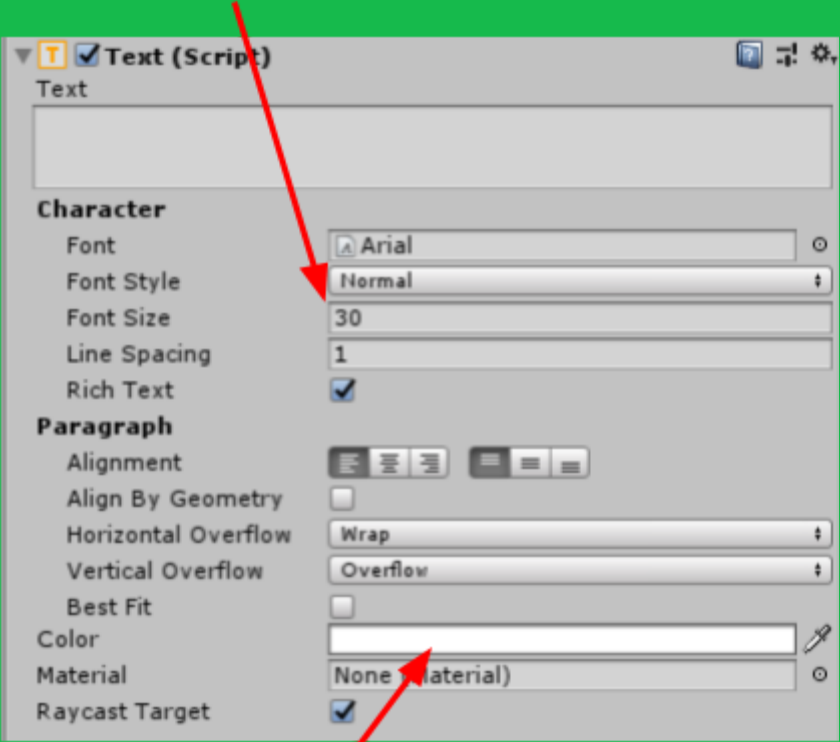 Text (Script)
Text
Character
Font Arial
Font Style Normal
Font Size 30
Line Spacing 1
Rich Text
Paragraph
Alignment
Align By Geometry
Horizontal Overflow Wrap
Vertical Overflow Overflow
Best Fit
Color
Material None (Material)
Raycast Target